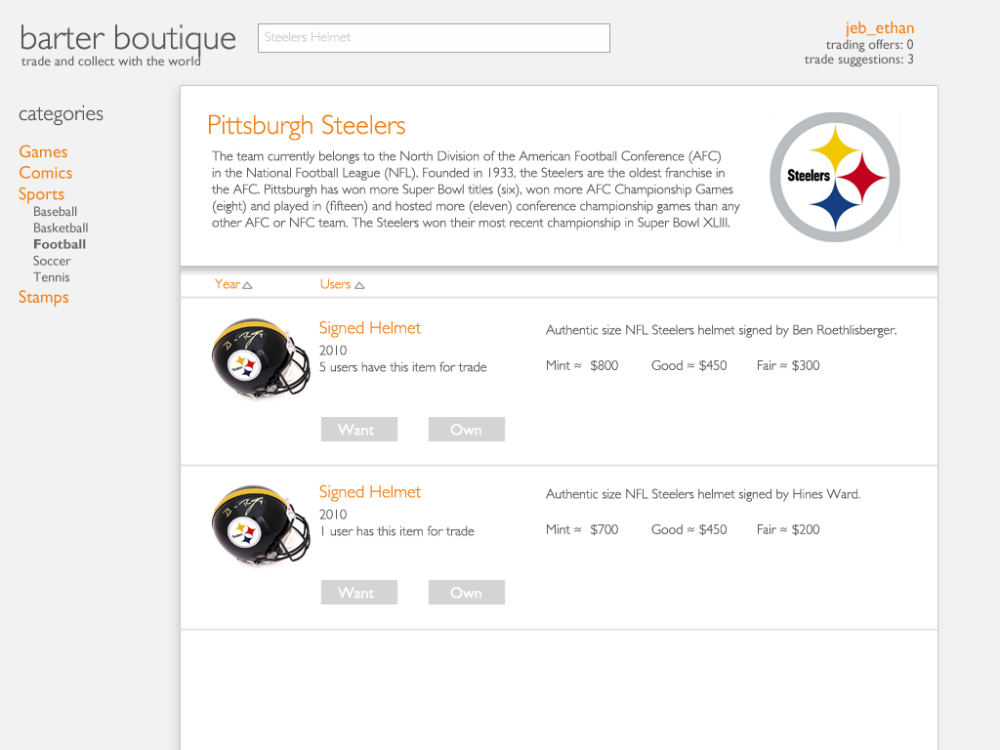 barter boutique
trade and collect with the world
Steelers Helmet
jeb_ethan
trading offers: 0
trade suggestions: 3
categories
Games
Comics
Sports
Baseball
Basketball
Football
Soccer
Tennis
Stamps
Pittsburgh Steelers
The team currently belongs to the North Division of the American Football Conference (AFC)
in the National Football League (NFL). Founded in 1933, the Steelers are the oldest franchise in
the AFC. Pittsburgh has won more Super Bowl titles (six), won more AFC Championship Games
(eight) and played in (fifteen) and hosted more (eleven) conference championship games than any
other AFC or NFC team. The Steelers won their most recent championship in Super Bowl XLIII.
Steelers
Year Users
Signed Helmet
2010
5 users have this item for trade
Authentic size NFL Steelers helmet signed by Ben Roethlisberger.
Mint ≈ $800 Good ≈ $450 Fair ≈ $300
Want Own
Signed Helmet
2010
1 user has this item for trade
Authentic size NFL Steelers helmet signed by Hines Ward.
Mint ≈ $700 Good ≈ $450 Fair ≈ $200
Want Own